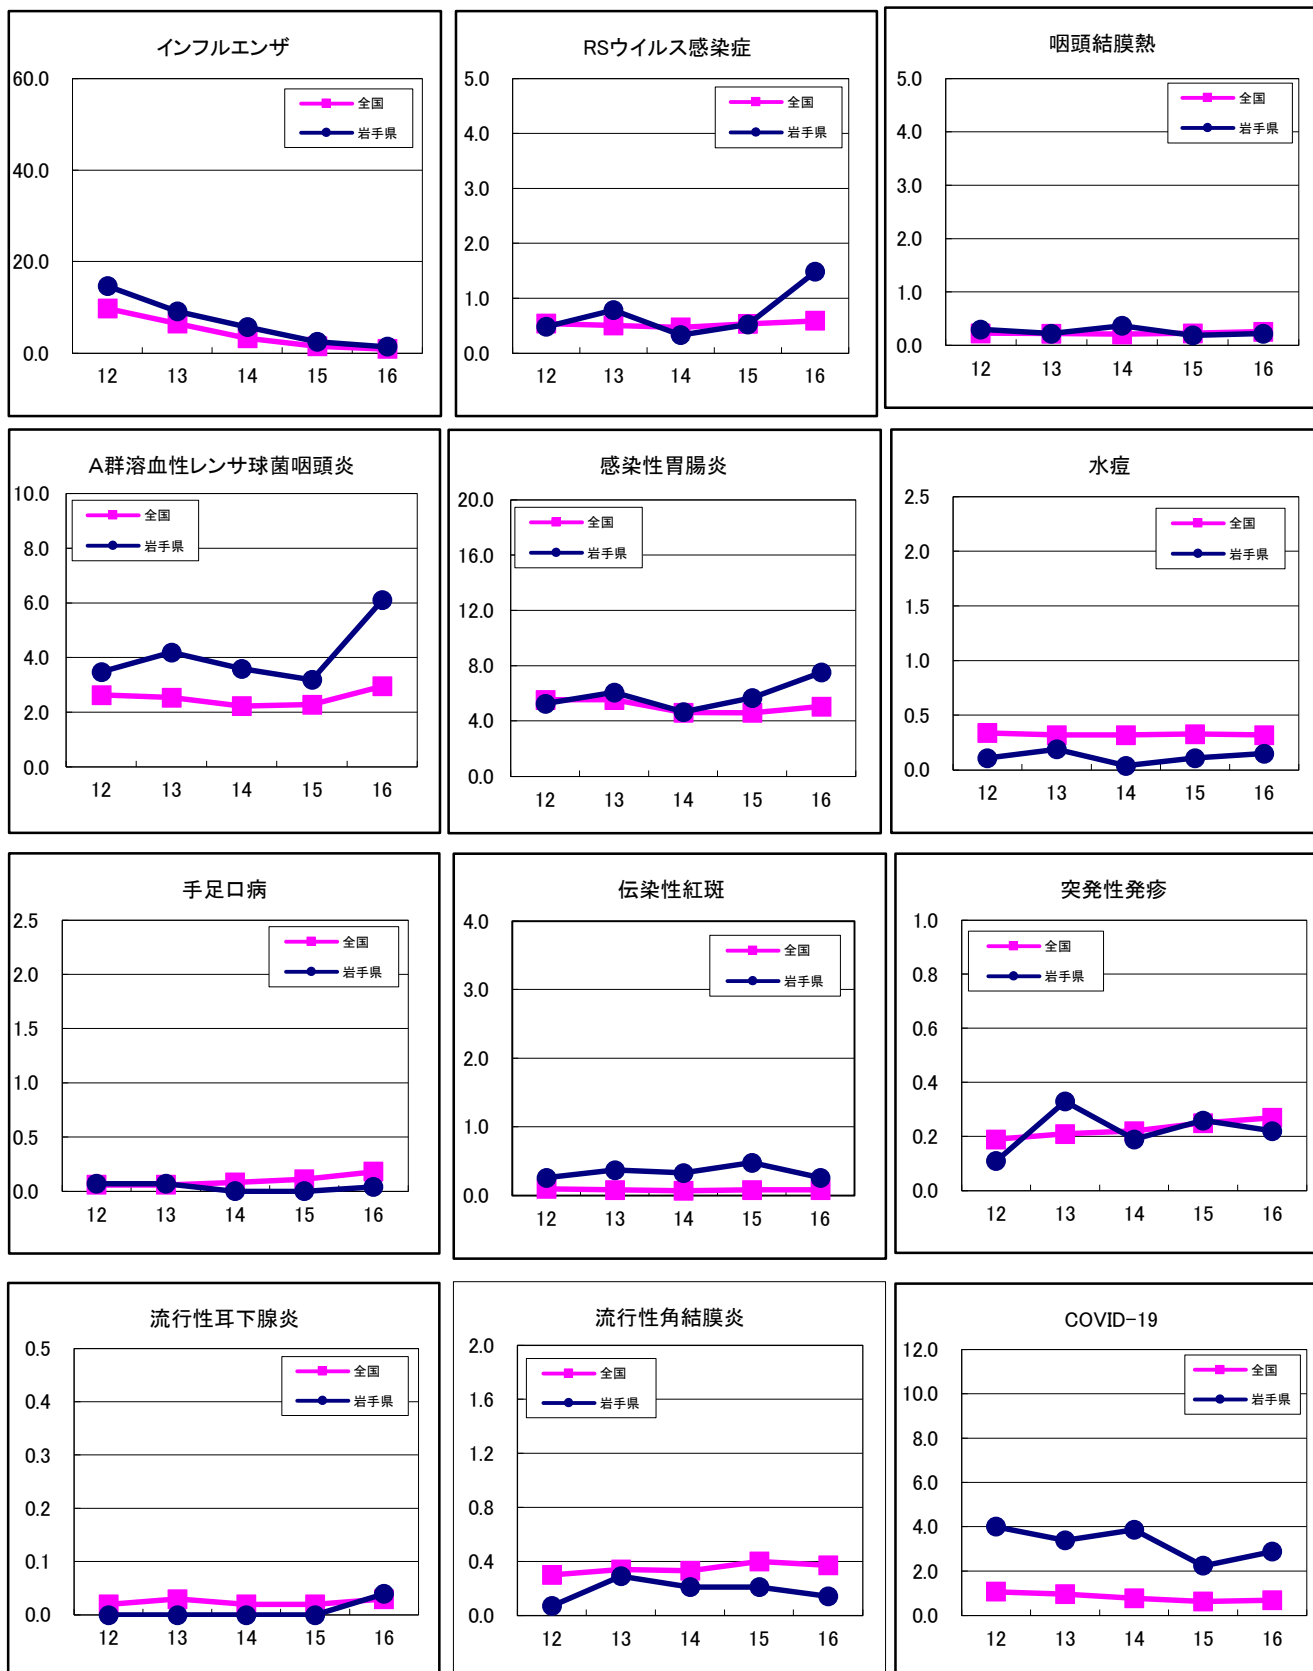 インフルエンザ
60.0
40.0
20.0
0.0
全国
岩手県
12 13 14 15 16
RSウイルス感染症
5.0
4.0
3.0
2.0
1.0
0.0
全国
岩手県
12 13 14 15 16
咽頭結膜熱
5.0
4.0
3.0
2.0
1.0
0.0
全国
岩手県
12 13 14 15 16
A群溶血性レンサ球菌咽頭炎
10.0
8.0
6.0
4.0
2.0
0.0
全国
岩手県
12 13 14 15 16
感染性胃腸炎
20.0
16.0
12.0
8.0
4.0
0.0
全国
岩手県
12 13 14 15 16
水痘
2.5
2.0
1.5
1.0
0.5
0.0
全国
岩手県
12 13 14 15 16
手足口病
2.5
2.0
1.5
1.0
0.5
0.0
全国
岩手県
12 13 14 15 16
伝染性紅斑
4.0
3.0
2.0
1.0
0.0
全国
岩手県
12 13 14 15 16
突発性発疹
1.0
0.8
0.6
0.4
0.2
0.0
全国
岩手県
12 13 14 15 16
流行性耳下腺炎
0.5
0.4
0.3
0.2
0.1
0.0
全国
岩手県
12 13 14 15 16
流行性角結膜炎
2.0
1.6
1.2
0.8
0.4
0.0
全国
岩手県
12 13 14 15 16
COVID-19
12.0
10.0
8.0
6.0
4.0
2.0
0.0
全国
岩手県
12 13 14 15 16